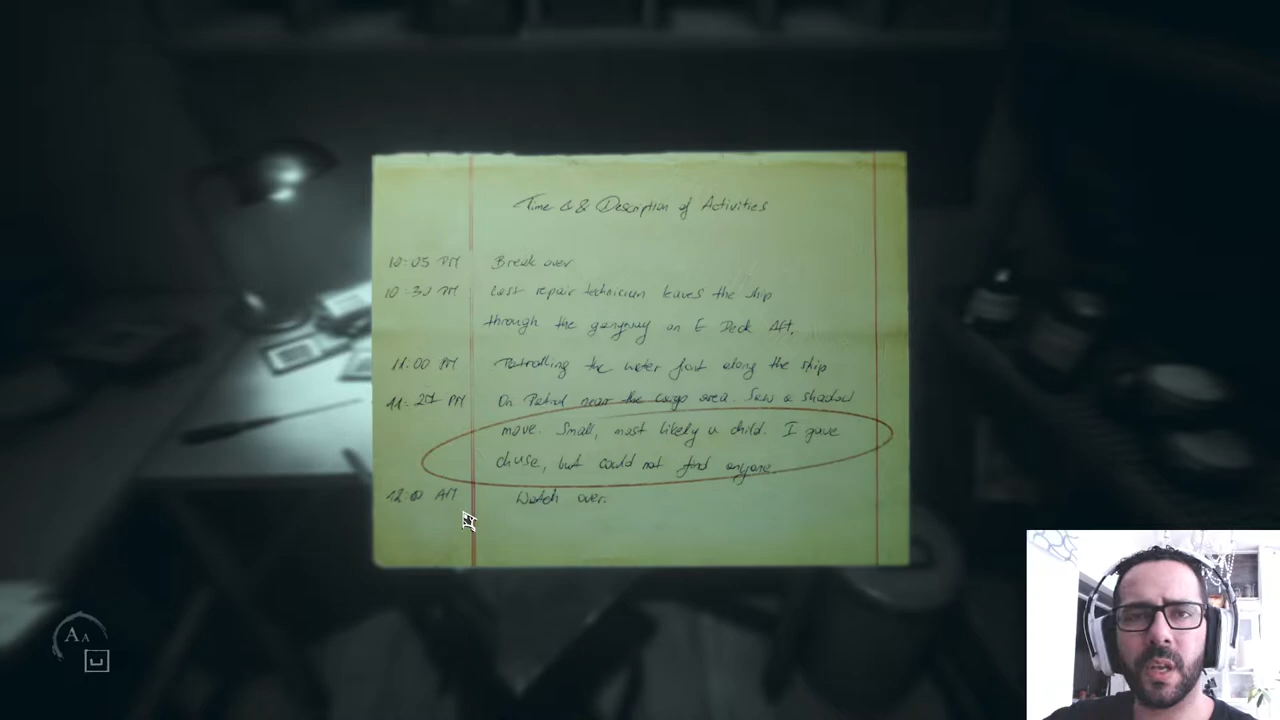 Time & Description of Activities
10:05 PM Break over
10:30 PM Last repair technician leaves the ship
through the gangway on E Deck Aft.
11:00 PM Patrolling the water front along the ship
11:27 PM On Patrol near the cargo area. Saw a shadow
move. Small, most likely a child. I gave
chase, but could not find anyone
12:00 AM Watch over.
AA